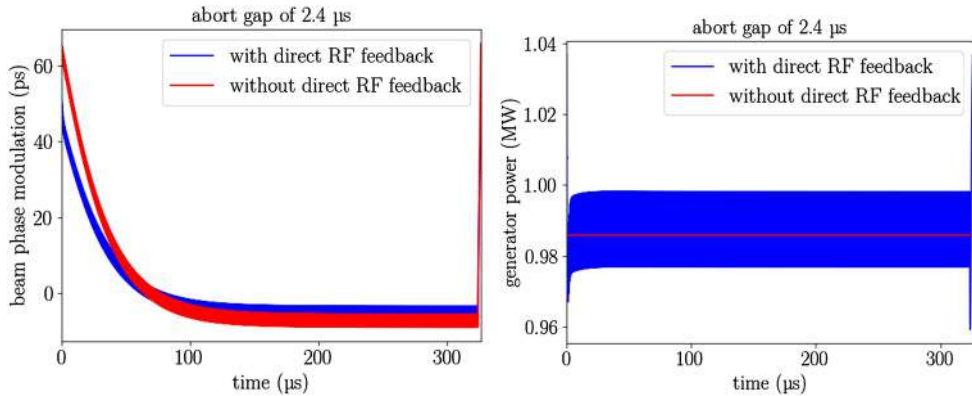 abort gap of 2.4 µs
with direct RF feedback
without direct RF feedback
beam phase modulation (ps)
60
40
20
0
0
100
200
300
time (µs)
abort gap of 2.4 µs
with direct RF feedback
without direct RF feedback
generator power (MW)
1.04
1.02
1.00
0.98
0.96
0
100
200
300
time (µs)